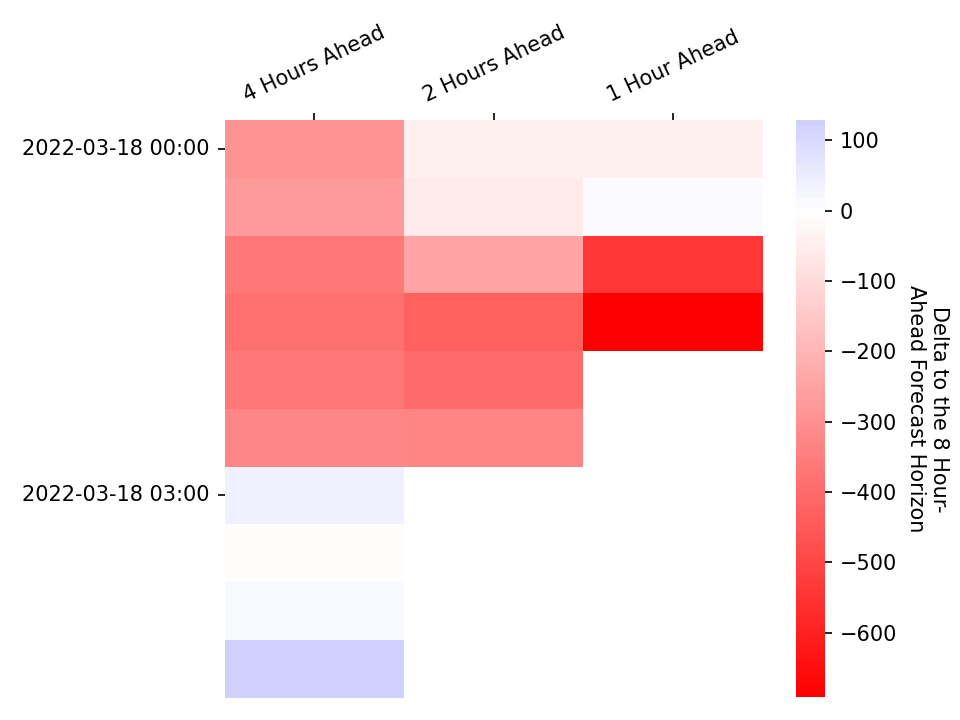 4 Hours Ahead
2 Hours Ahead
1 Hour Ahead
2022-03-18 00:00
2022-03-18 03:00
100
0
−100
−200
−300
−400
−500
−600
Delta to the 8 Hour-
Ahead Forecast Horizon